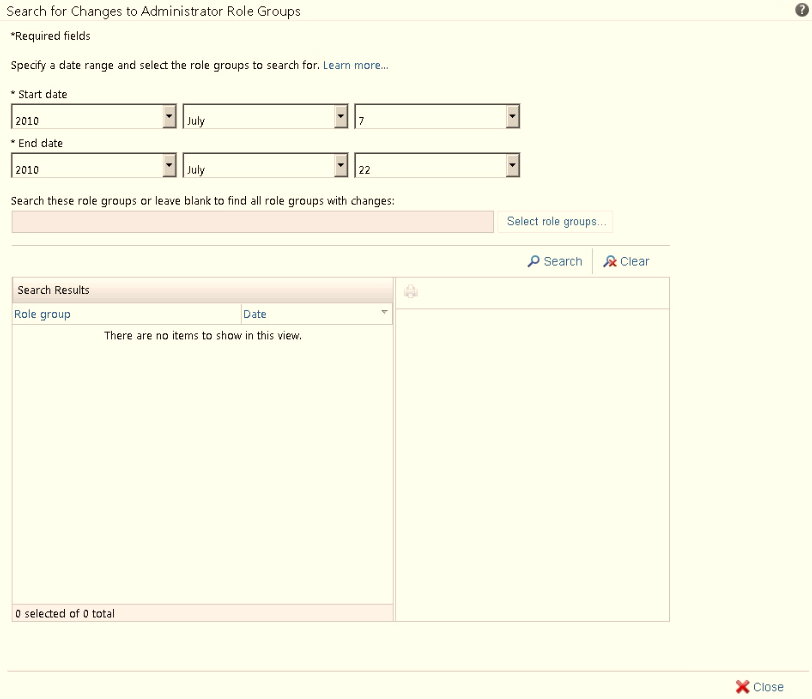 Search for Changes to Administrator Role Groups
*Required fields
Specify a date range and select the role groups to search for. Learn more...
* Start date
2010 July 7
* End date
2010 July 22
Search these role groups or leave blank to find all role groups with changes:
Select role groups...
Search Clear
Search Results
Role group Date
There are no items to show in this view.
0 selected of 0 total
Close